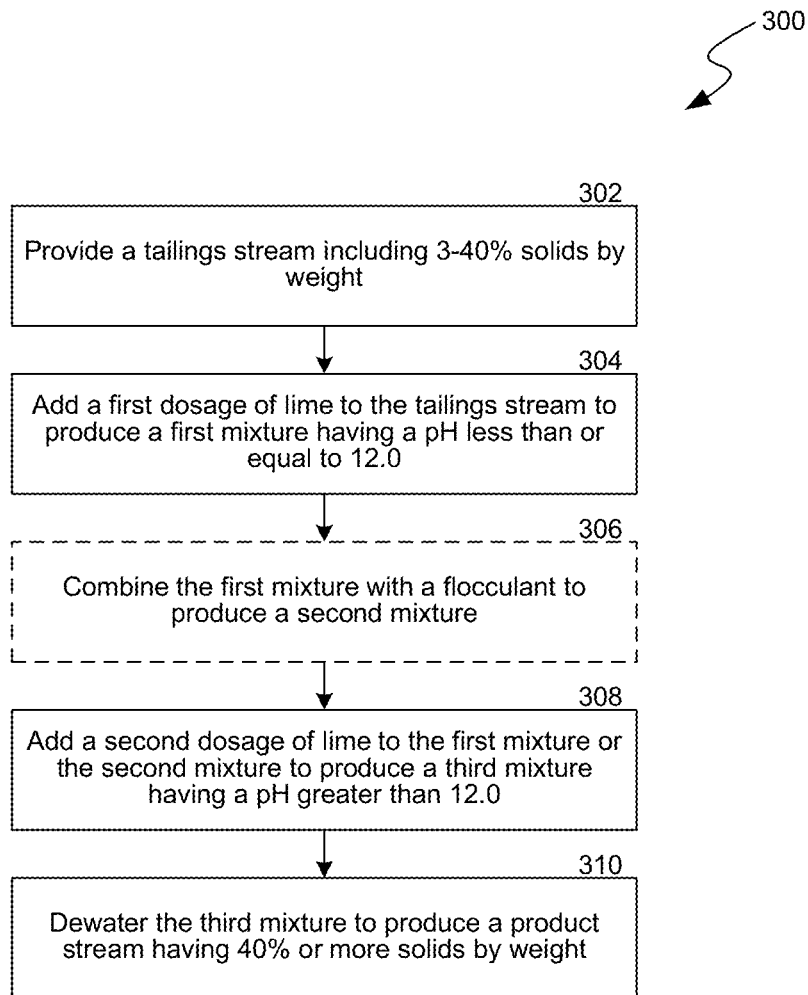 300
302
Provide a tailings stream including 3-40% solids by
weight
304
Add a first dosage of lime to the tailings stream to
produce a first mixture having a pH less than or
equal to 12.0
306
Combine the first mixture with a flocculant to
produce a second mixture
308
Add a second dosage of lime to the first mixture or
the second mixture to produce a third mixture
having a pH greater than 12.0
310
Dewater the third mixture to produce a product
stream having 40% or more solids by weight